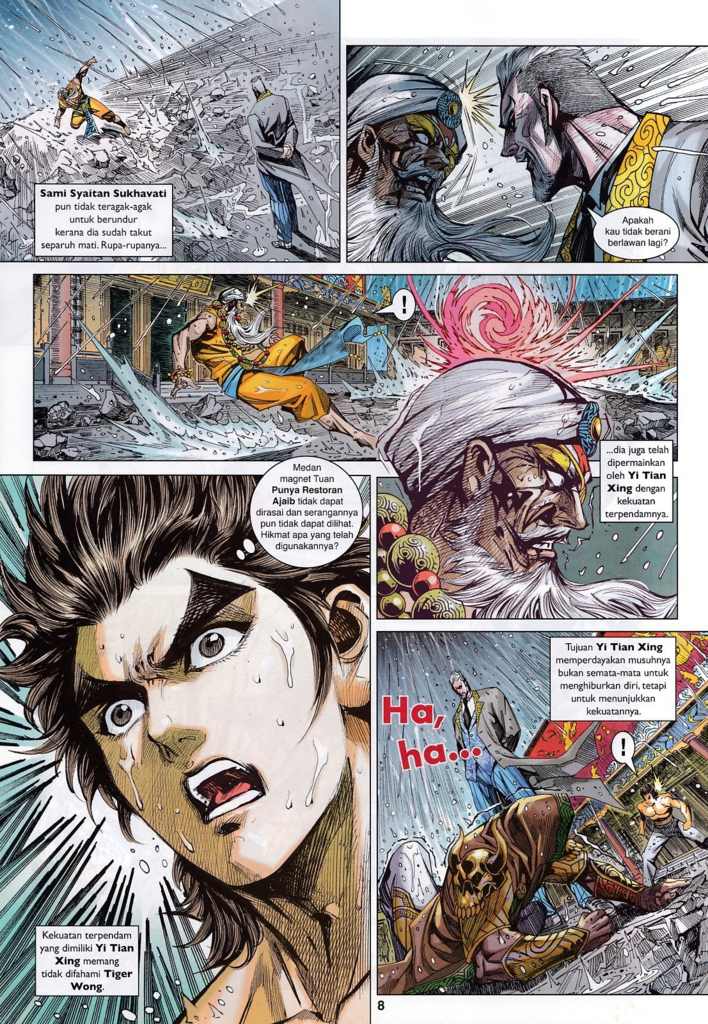 Sami Syaitan Sukhavati
pun tidak teragak-agak
untuk berundur
kerana dia sudah takut
separuh mati. Rupa-rupanya...
Apakah
kau tidak berani
berlawan lagi?
!
...dia juga telah
dipermainkan
oleh Yi Tian
Xing dengan
kekuatan
terpendamnya.
Medan
magnet Tuan
Punya Restoran
Ajaib tidak dapat
dirasai dan serangannya
pun tidak dapat dilihat.
Hikmat apa yang telah
digunakannya?
Kekuatan terpendam
yang dimiliki Yi Tian
Xing memang
tidak difahami Tiger
Wong.
Tujuan Yi Tian Xing
memperdayakan musuhnya
bukan semata-mata untuk
menghiburkan diri, tetapi
untuk menunjukkan
kekuatannya.
Ha,
ha...
!
8